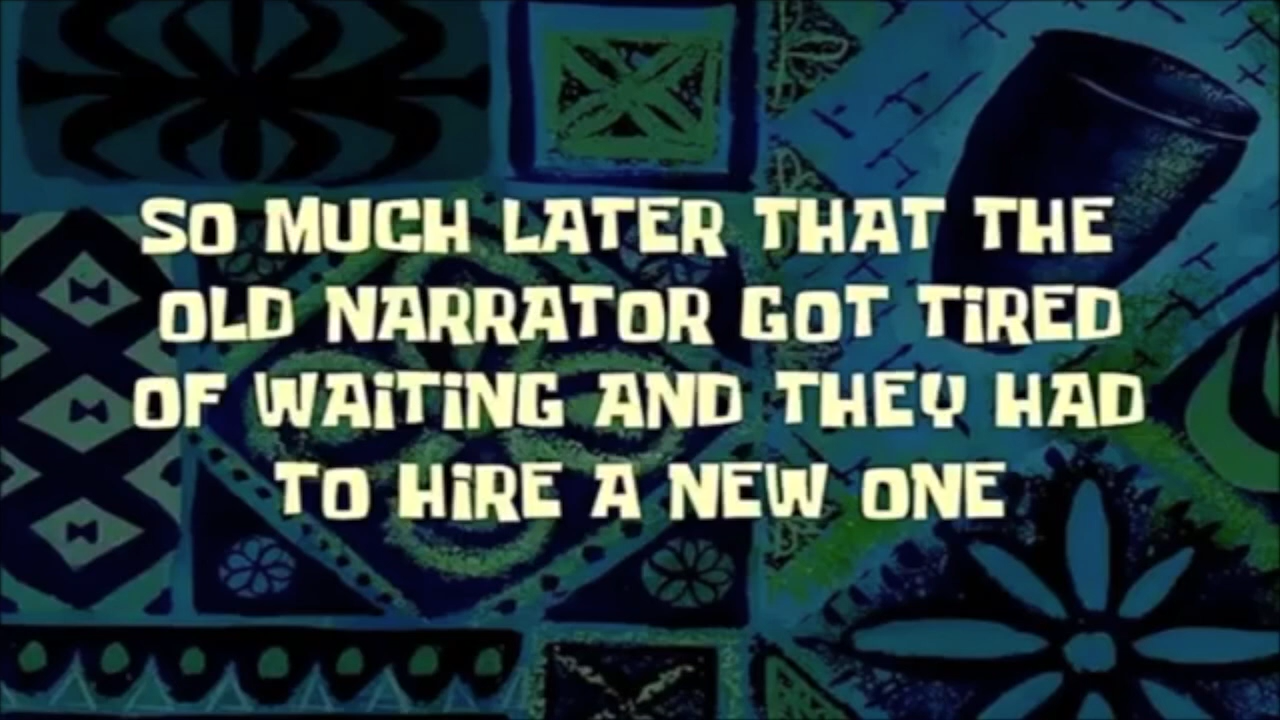 SO MUCH LATER THAT THE
OLD NARRATOR GOT TiRED
OF WAiTiNG AND THEY HAD
TO HiRE A NEW ONE